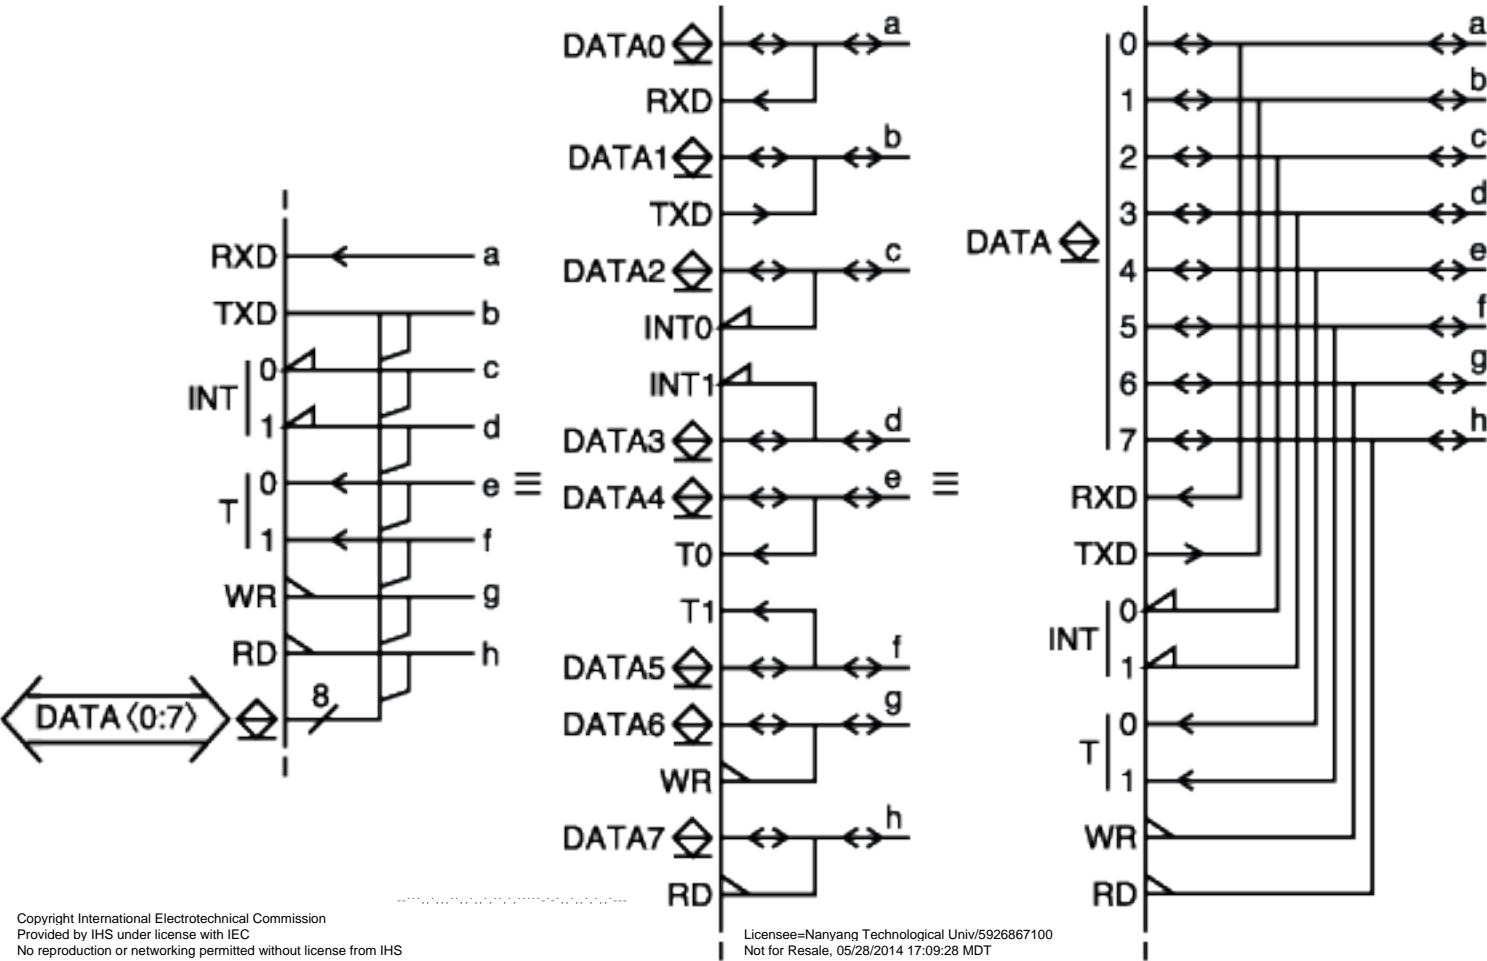 RXD a
TXD b
INT 0 c
1 d
T 0 e
1 f
WR g
RD h
DATA⟨0:7⟩ 8
≡
DATA0 a
RXD
DATA1 b
TXD
DATA2 c
INT0
INT1
DATA3 d
DATA4 e
T0
T1
DATA5 f
DATA6 g
WR
DATA7 h
RD
≡
DATA
0 a
1 b
2 c
3 d
4 e
5 f
6 g
7 h
RXD
TXD
INT 0
1
T 0
1
WR
RD
Copyright International Electrotechnical Commission
Provided by IHS under license with IEC
No reproduction or networking permitted without license from IHS
Licensee=Nanyang Technological Univ/5926867100
Not for Resale, 05/28/2014 17:09:28 MDT